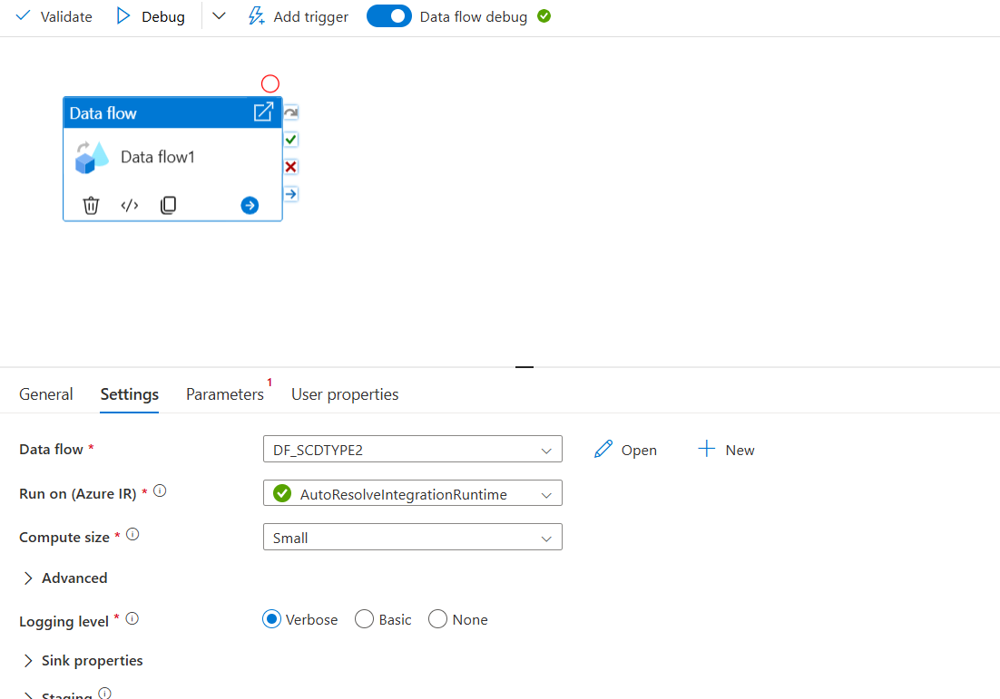 Validate Debug Add trigger Data flow debug
Data flow
Data flow1
General Settings Parameters 1 User properties
Data flow * DF_SCDTYPE2 Open New
Run on (Azure IR) * AutoResolveIntegrationRuntime
Compute size * Small
Advanced
Logging level * Verbose Basic None
Sink properties
Staging